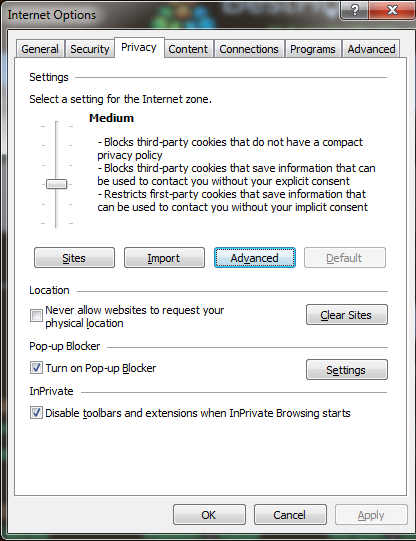 Internet Options
General Security Privacy Content Connections Programs Advanced
Settings
Select a setting for the Internet zone.
Medium
- Blocks third-party cookies that do not have a compact
privacy policy
- Blocks third-party cookies that save information that can
be used to contact you without your explicit consent
- Restricts first-party cookies that save information that
can be used to contact you without your implicit consent
Sites Import Advanced Default
Location
Never allow websites to request your
physical location
Clear Sites
Pop-up Blocker
Turn on Pop-up Blocker
Settings
InPrivate
Disable toolbars and extensions when InPrivate Browsing starts
OK Cancel Apply